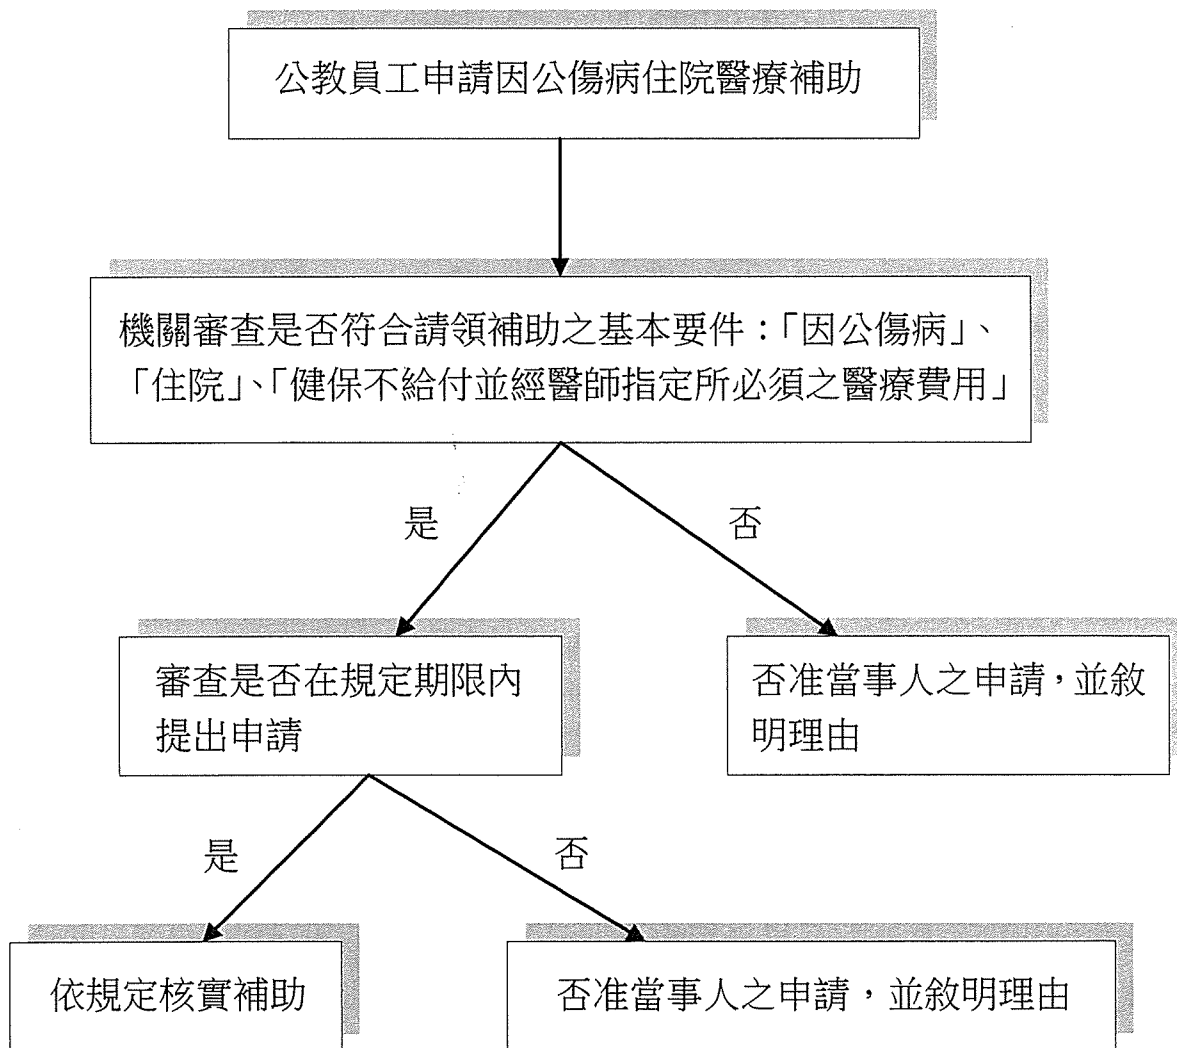 公教員工申請因公傷病住院醫療補助
機關審查是否符合請領補助之基本要件：「因公傷病」、
「住院」、「健保不給付並經醫師指定所必須之醫療費用」
是
否
審查是否在規定期限內
提出申請
否准當事人之申請，並敘
明理由
是
否
依規定核實補助
否准當事人之申請，並敘明理由